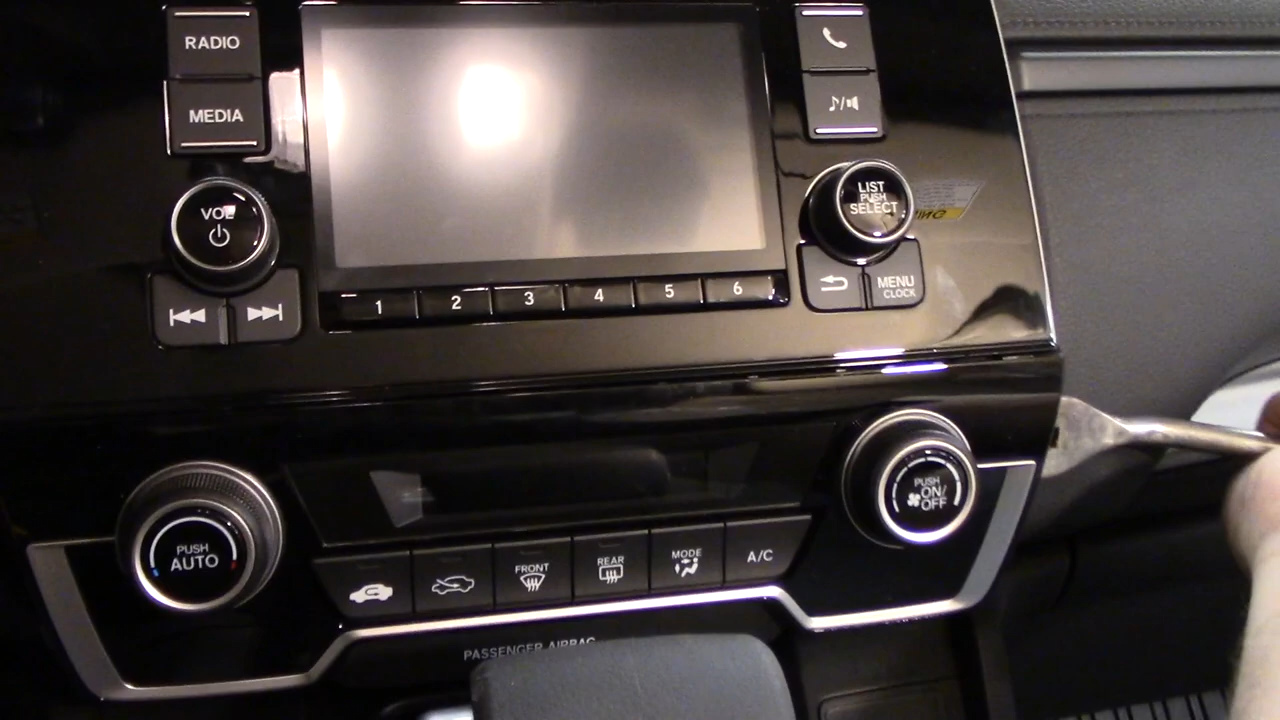 RADIO
MEDIA
VOL
LIST
PUSH
SELECT
MENU
CLOCK
1 2 3 4 5 6
PUSH
AUTO
FRONT
REAR
MODE
A/C
PUSH
ON/
OFF
PASSENGER AIRBAG